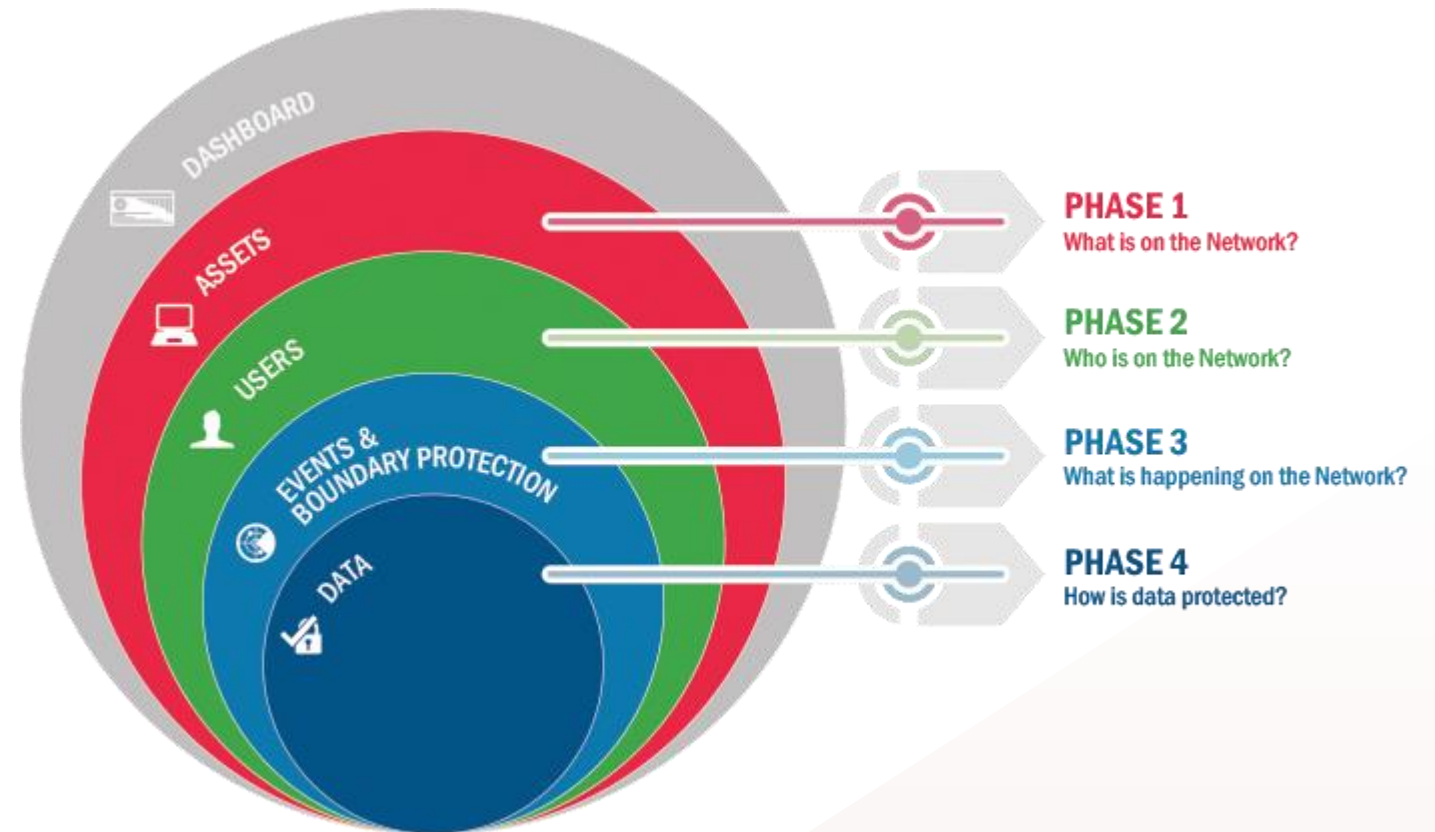 DASHBOARD
ASSETS
USERS
EVENTS &
BOUNDARY PROTECTION
DATA
PHASE 1
What is on the Network?
PHASE 2
Who is on the Network?
PHASE 3
What is happening on the Network?
PHASE 4
How is data protected?